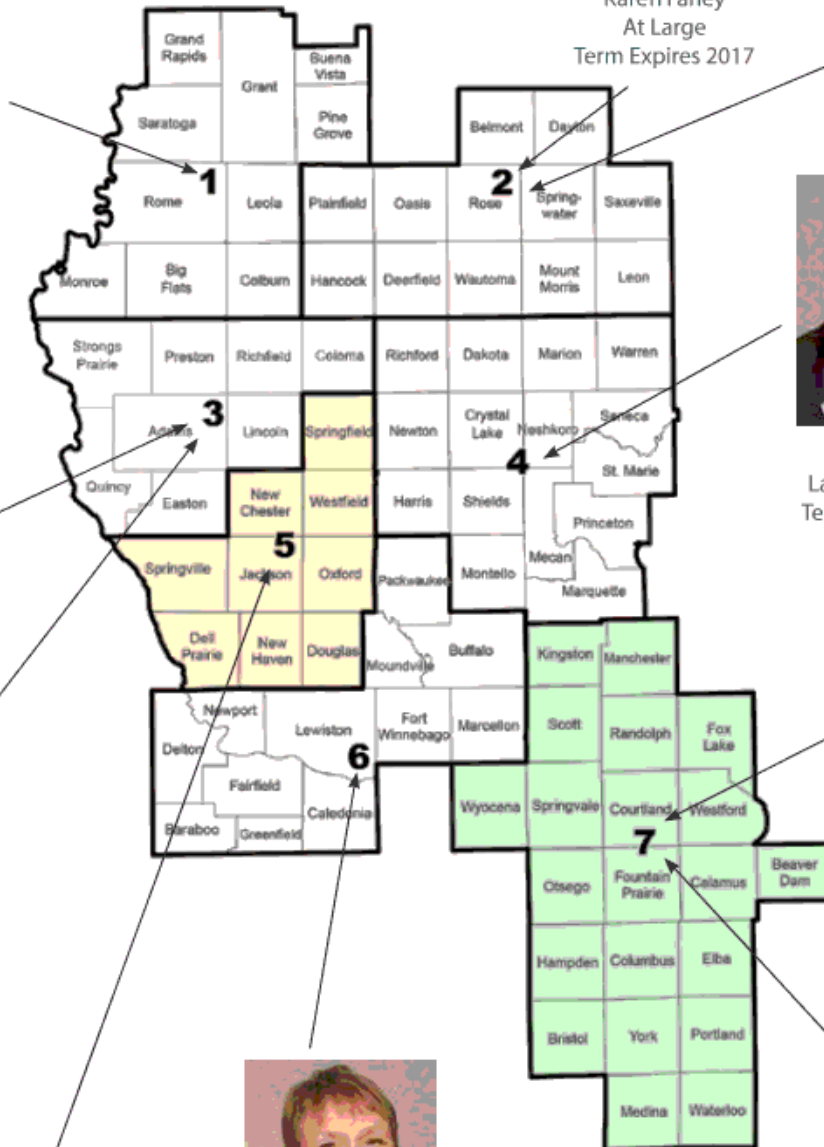 At Large
Term Expires 2017
Grand
Rapids
Grant
Buena
Vista
Saratoga
Pine
Grove
Belmont
Dayton
1
2
Rome
Leola
Plainfield
Oasis
Rose
Spring-
water
Saxeville
Monroe
Big
Flats
Colburn
Hancock
Deerfield
Wautoma
Mount
Morris
Leon
Strongs
Prairie
Preston
Richfield
Coloma
Richford
Dakota
Marion
Warren
3
Adams
Lincoln
Springfield
Newton
Crystal
Lake
Neshkoro
Seneca
4
St. Marie
Quincy
Easton
New
Chester
Westfield
Harris
Shields
Princeton
La
Te
5
Mecan
Springville
Jackson
Oxford
Packwaukee
Montello
Marquette
Dell
Prairie
New
Haven
Douglas
Moundville
Buffalo
Kingston
Manchester
Newport
Lewiston
Fort
Winnebago
Marcellon
Scott
Randolph
Fox
Lake
Delton
6
Fairfield
Caledonia
Wyocena
Springvale
Courtland
Westford
Baraboo
Greenfield
7
Otsego
Fountain
Prairie
Calamus
Beaver
Dam
Hampden
Columbus
Elba
Bristol
York
Portland
Medina
Waterloo